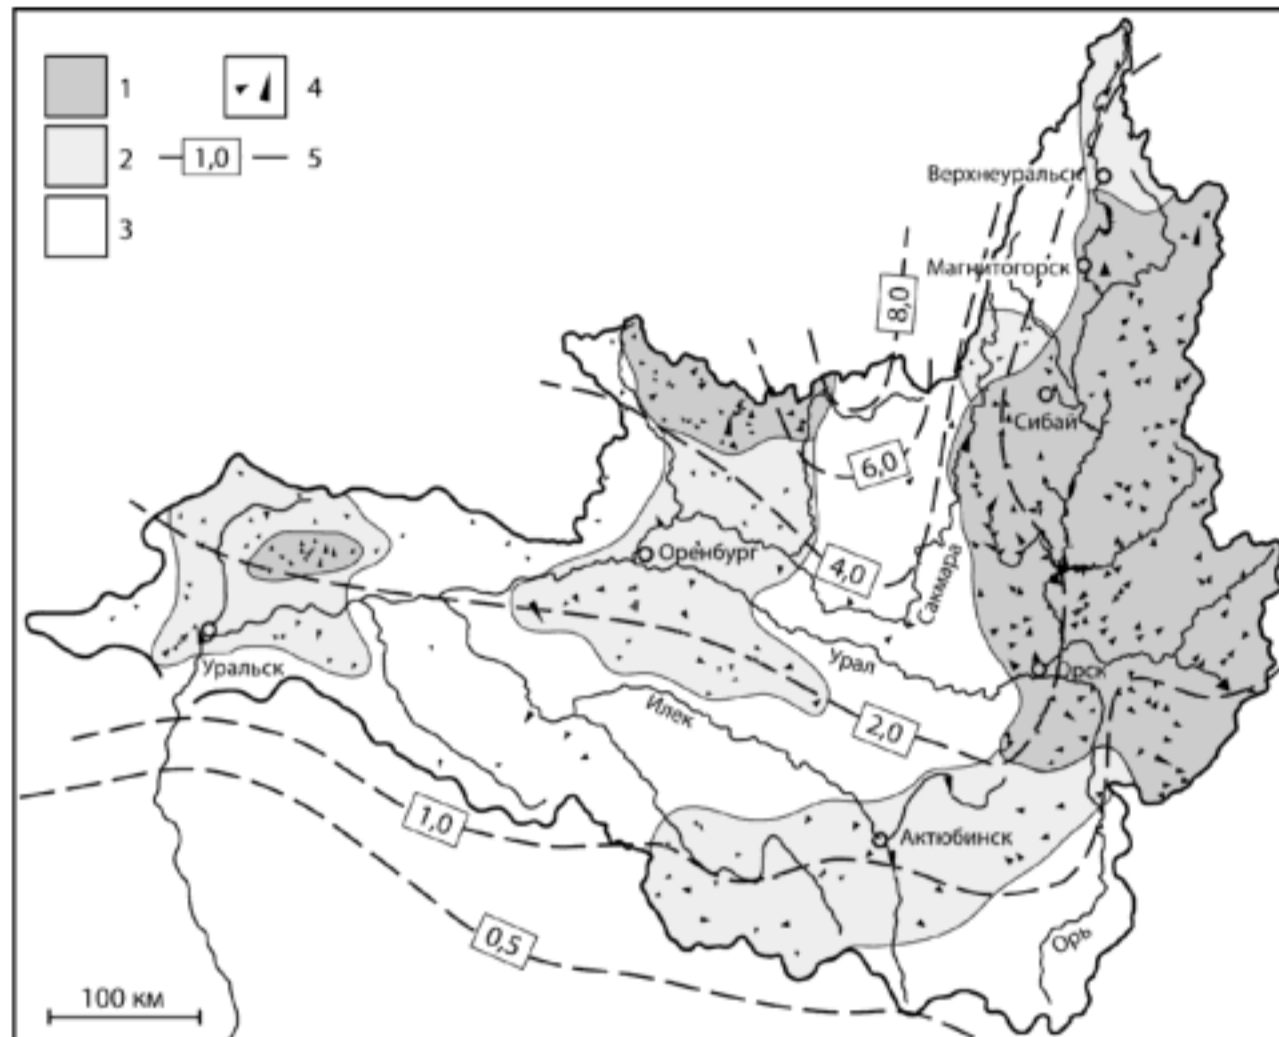 1
4
2
1,0
5
3
Верхнеуральск
Магнитогорск
8,0
Сибай
6,0
Оренбург
4,0
Сакмара
Уральск
Урал
Орск
Илек
2,0
1,0
Актюбинск
0,5
Орь
100 км